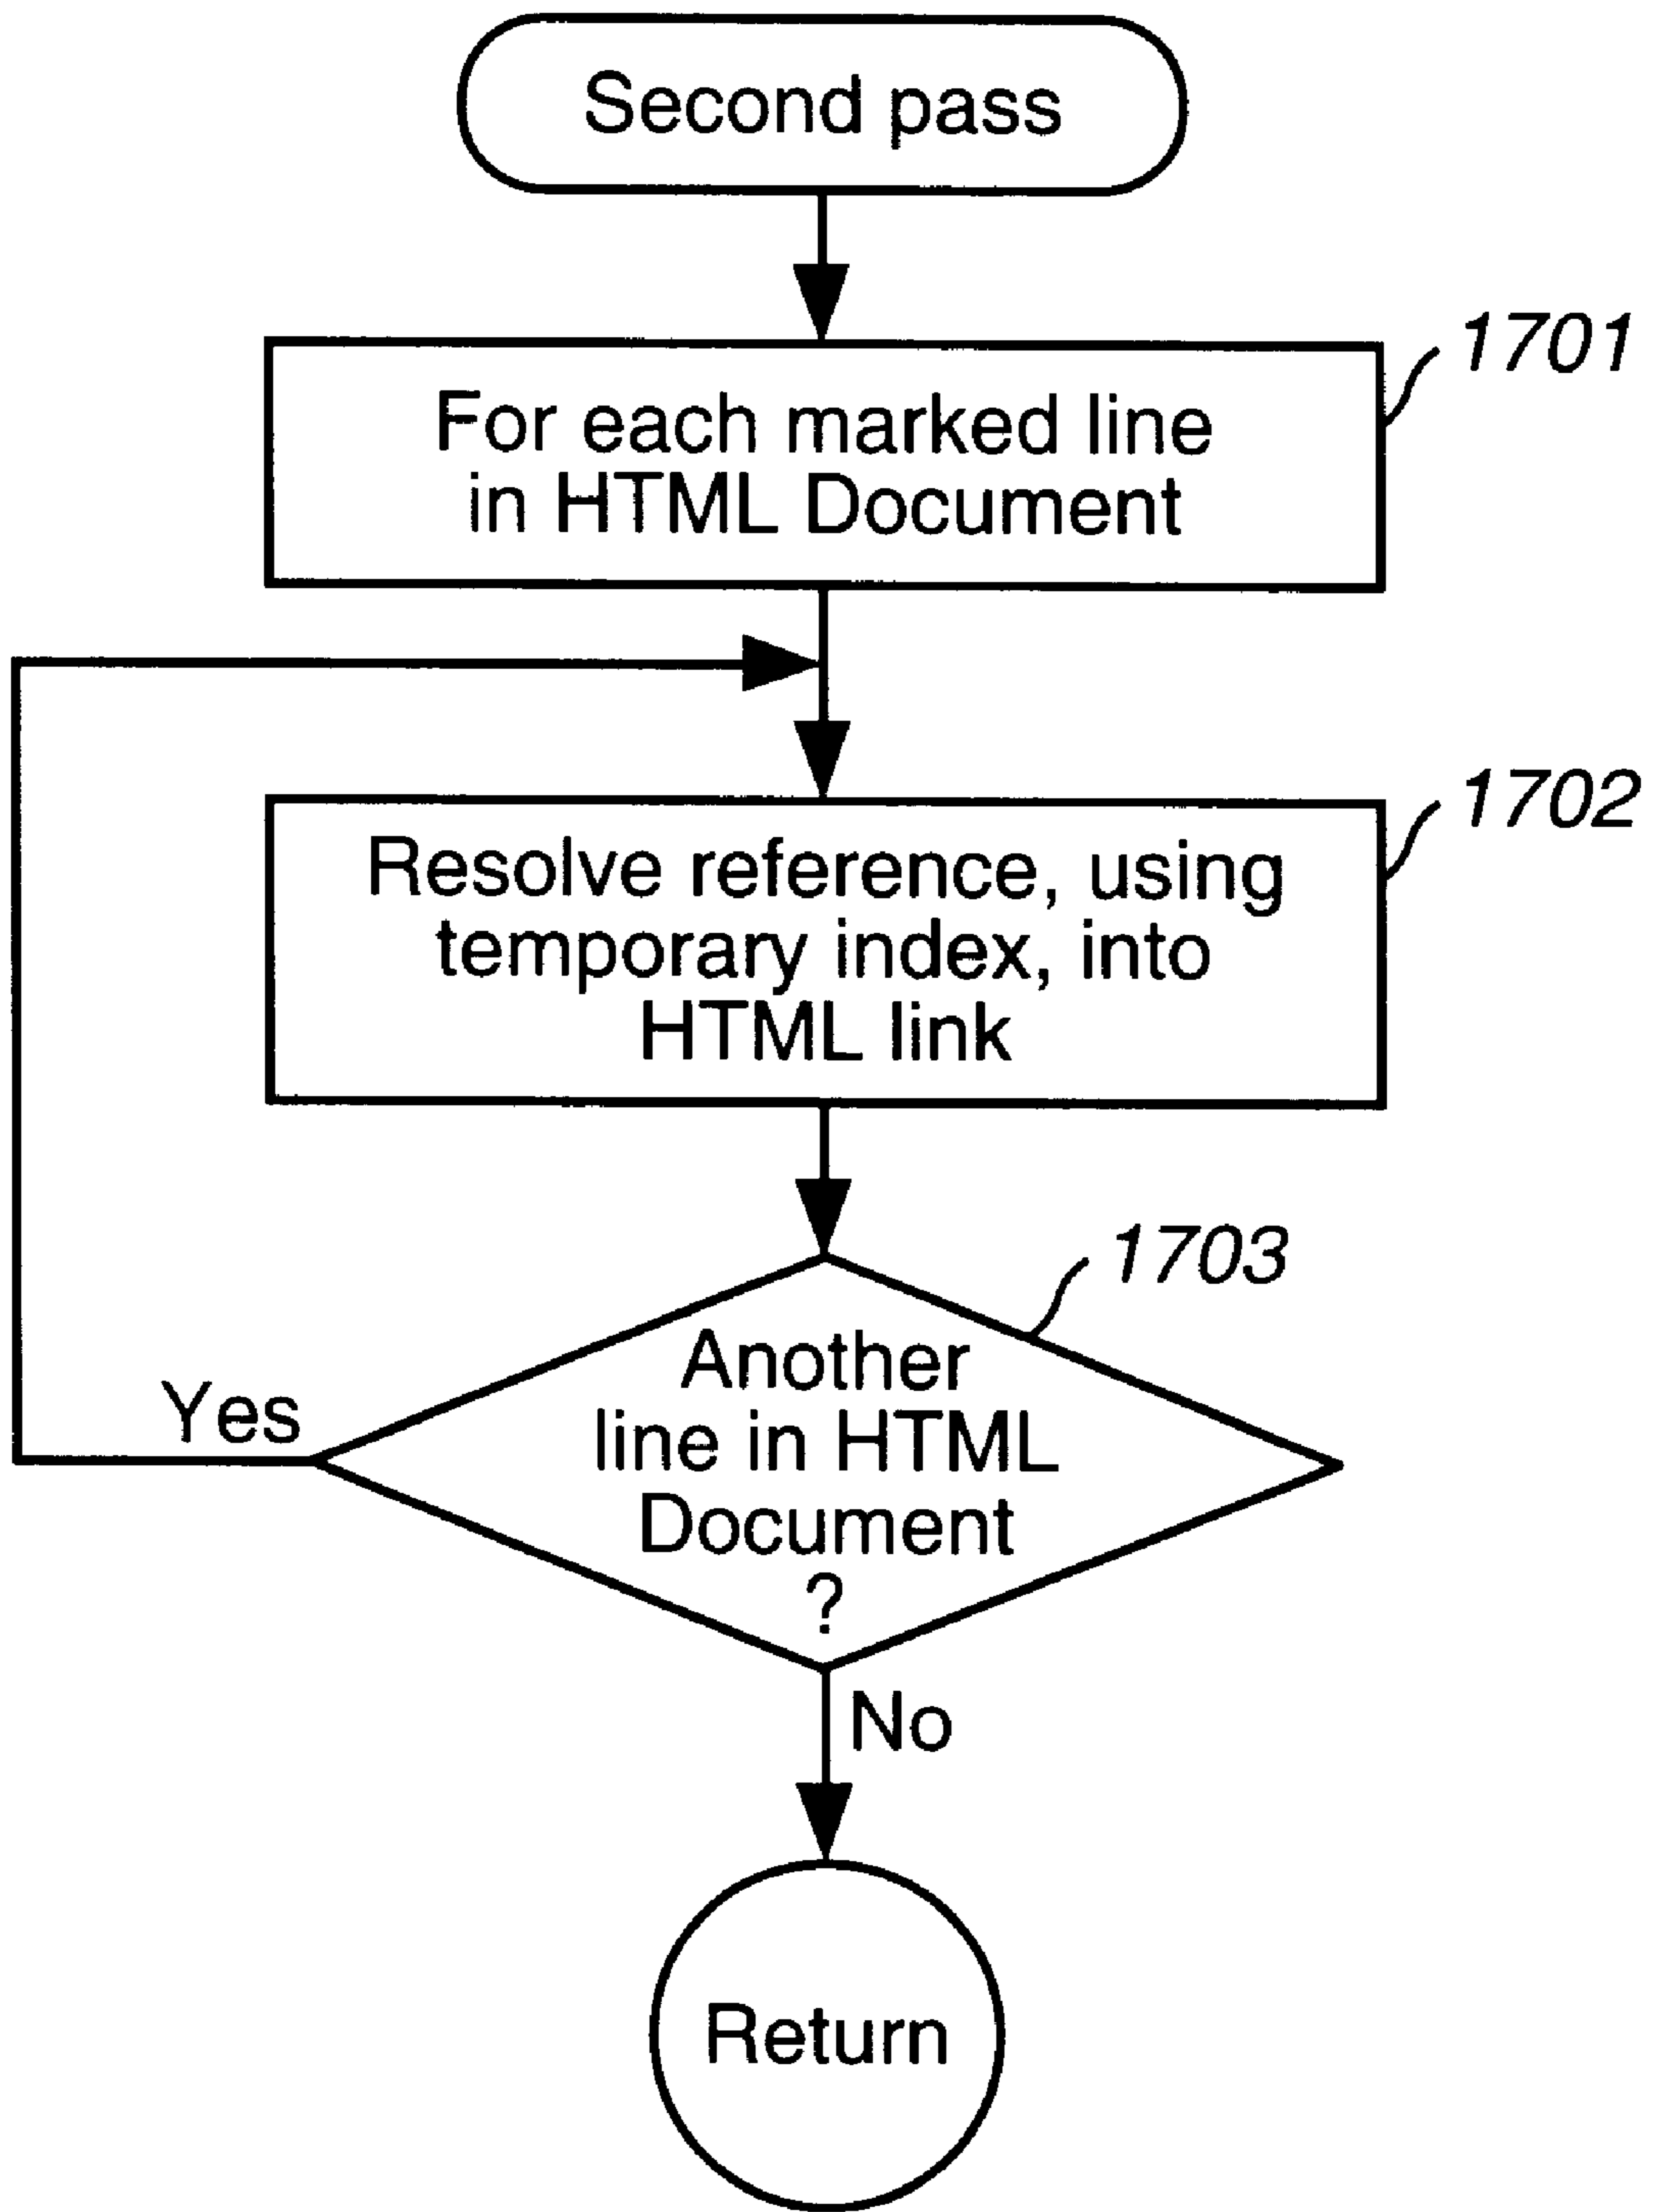 Second pass
1701
For each marked line
in HTML Document
1702
Resolve reference, using
temporary index, into
HTML link
1703
Another
line in HTML
Document
?
Yes
No
Return